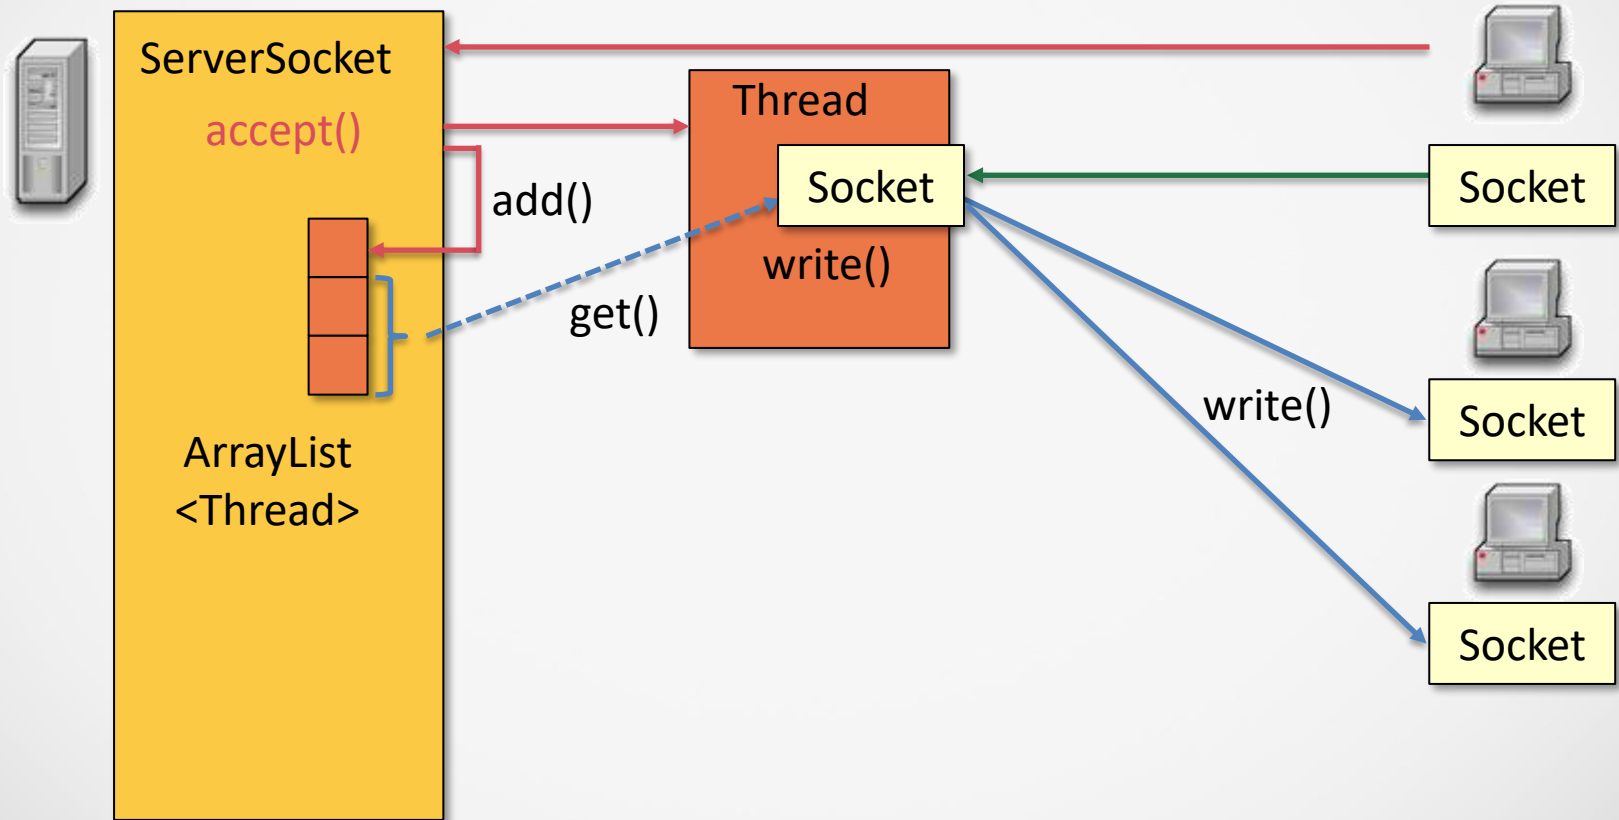 ServerSocket
accept()
Thread
Socket
Socket
add()
write()
get()
write()
Socket
ArrayList
<Thread>
Socket